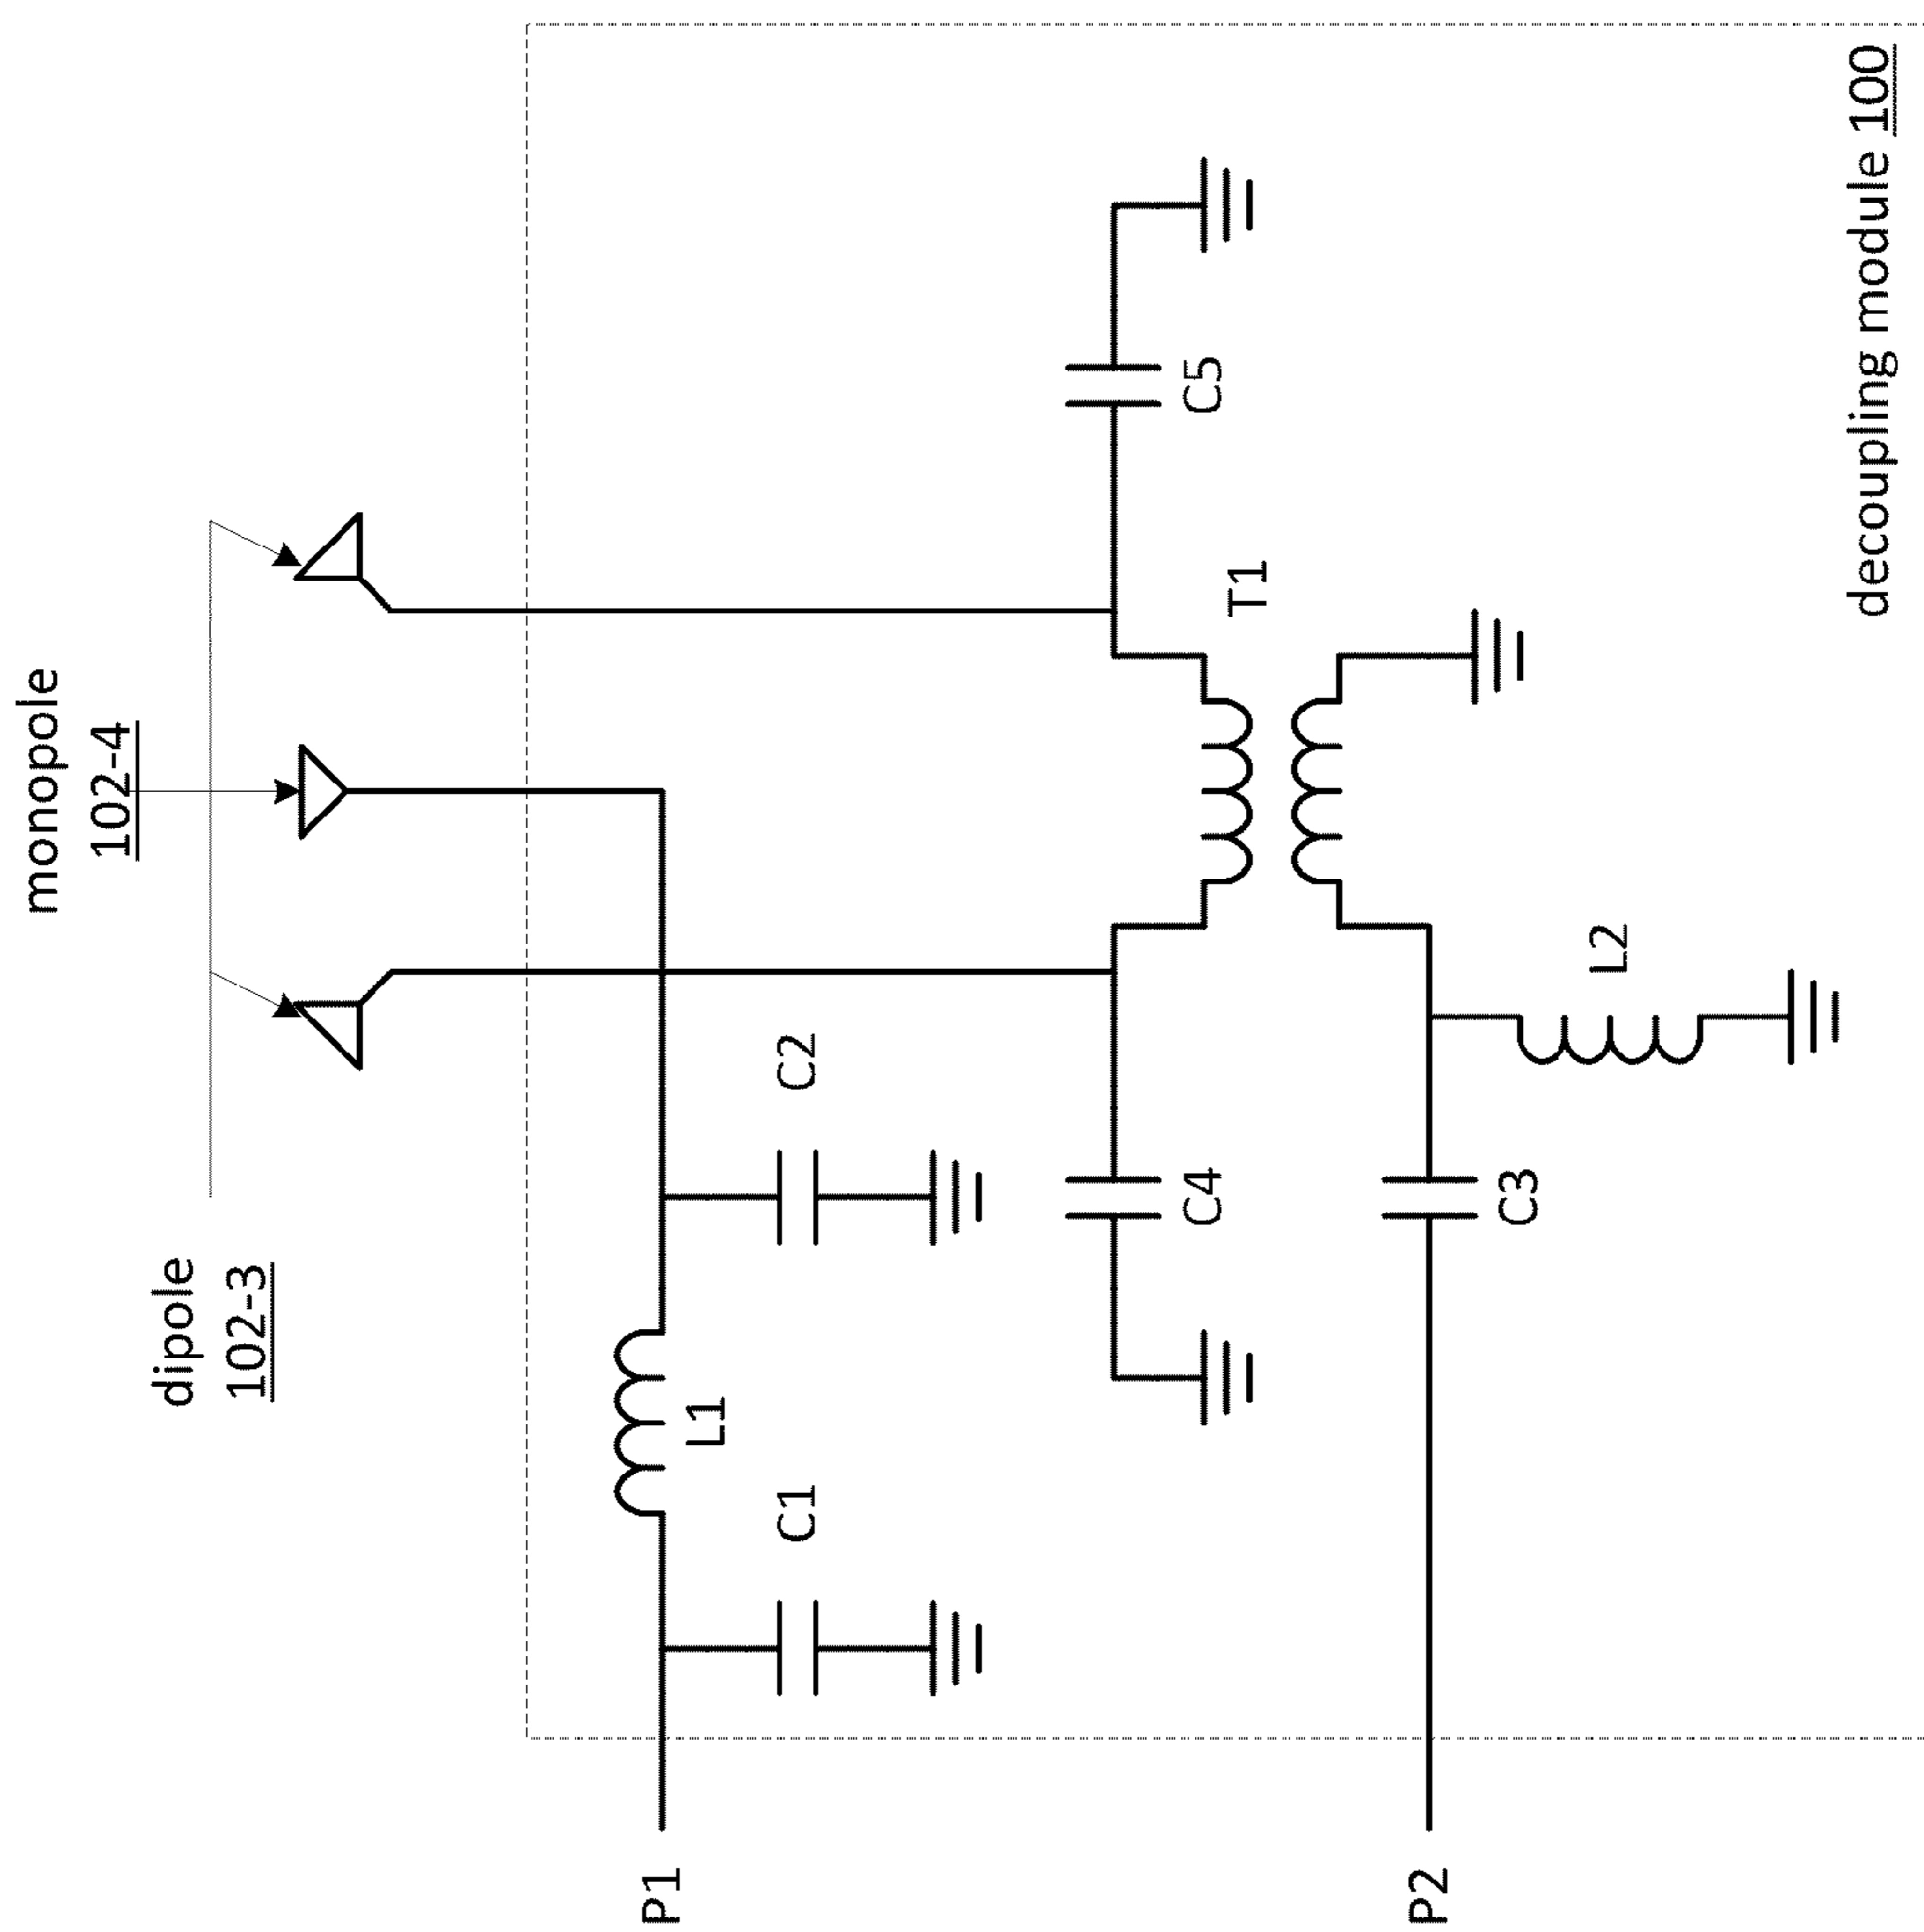 monopole
102-4
dipole
102-3
P1
C1
L1
C2
C4
C5
T1
P2
C3
L2
decoupling module 100